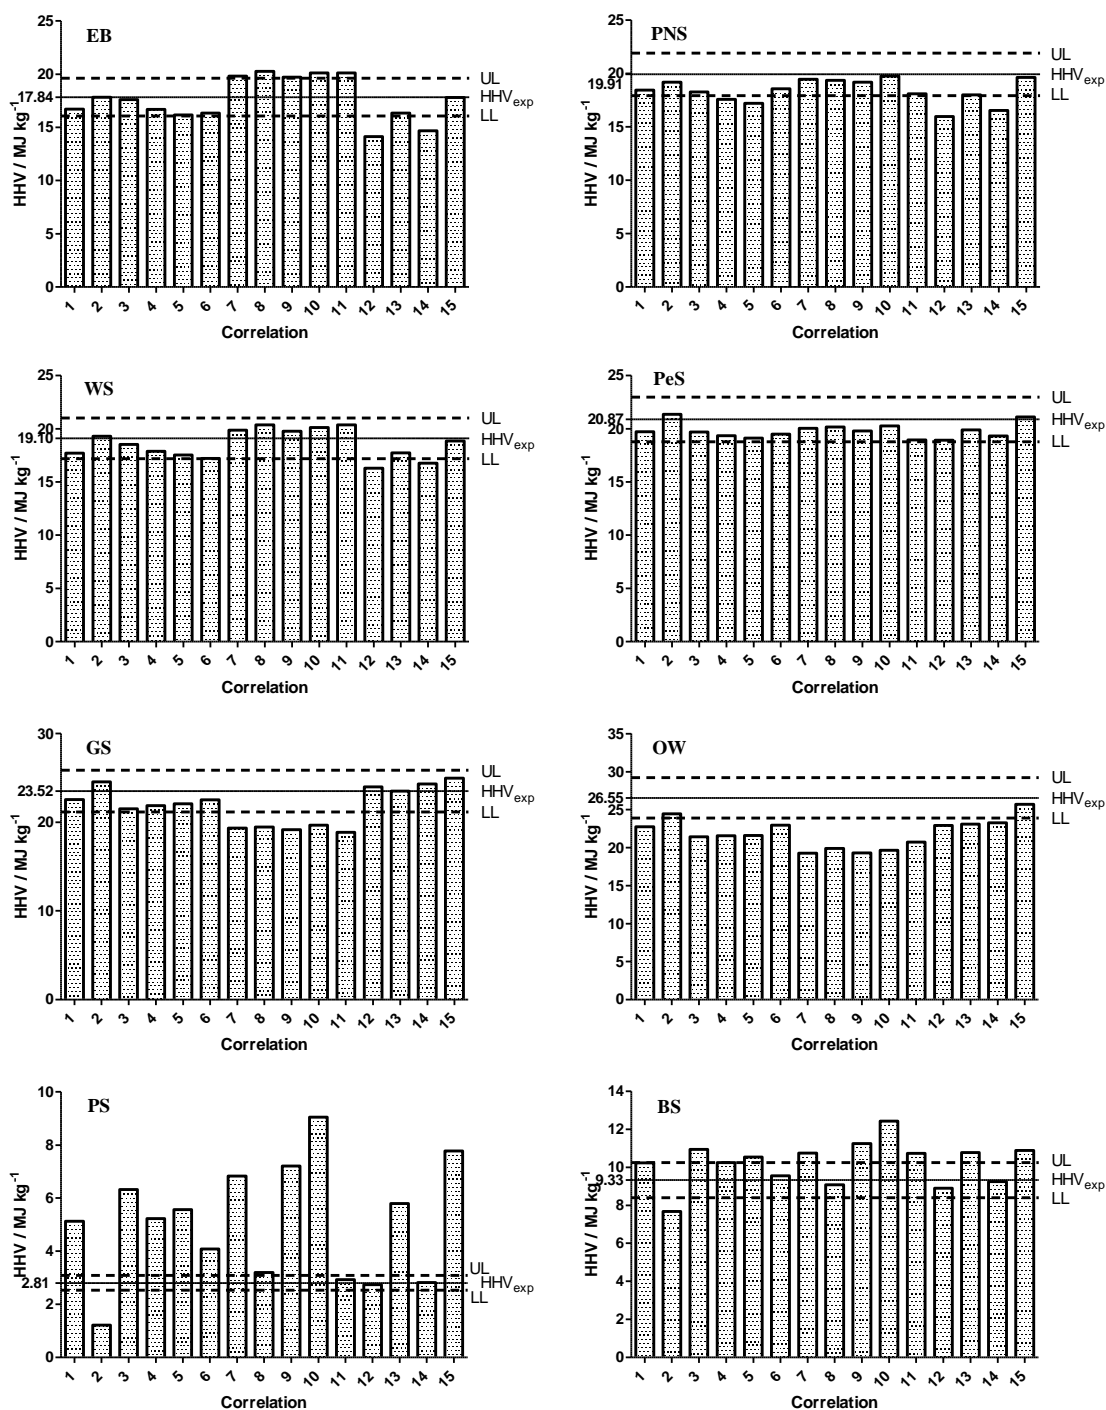 EB
HHV / MJ kg-1
25
20
17.84
15
10
5
0
UL
HHVexp
LL
1 2 3 4 5 6 7 8 9 10 11 12 13 14 15
Correlation
PNS
HHV / MJ kg-1
25
20
19.91
15
10
5
0
UL
HHVexp
LL
1 2 3 4 5 6 7 8 9 10 11 12 13 14 15
Correlation
WS
HHV / MJ kg-1
25
20
19.10
15
10
5
0
UL
HHVexp
LL
1 2 3 4 5 6 7 8 9 10 11 12 13 14 15
Correlation
PeS
HHV / MJ kg-1
25
20.87
20
15
10
5
0
UL
HHVexp
LL
1 2 3 4 5 6 7 8 9 10 11 12 13 14 15
Correlation
GS
HHV / MJ kg-1
30
23.52
20
10
0
UL
HHVexp
LL
1 2 3 4 5 6 7 8 9 10 11 12 13 14 15
Correlation
OW
HHV / MJ kg-1
35
30
26.55
25
20
15
10
5
0
UL
HHVexp
LL
1 2 3 4 5 6 7 8 9 10 11 12 13 14 15
Correlation
PS
HHV / MJ kg-1
10
8
6
4
2.81
2
0
UL
HHVexp
LL
1 2 3 4 5 6 7 8 9 10 11 12 13 14 15
Correlation
BS
HHV / MJ kg-1
14
12
10
9.33
8
6
4
2
0
UL
HHVexp
LL
1 2 3 4 5 6 7 8 9 10 11 12 13 14 15
Correlation